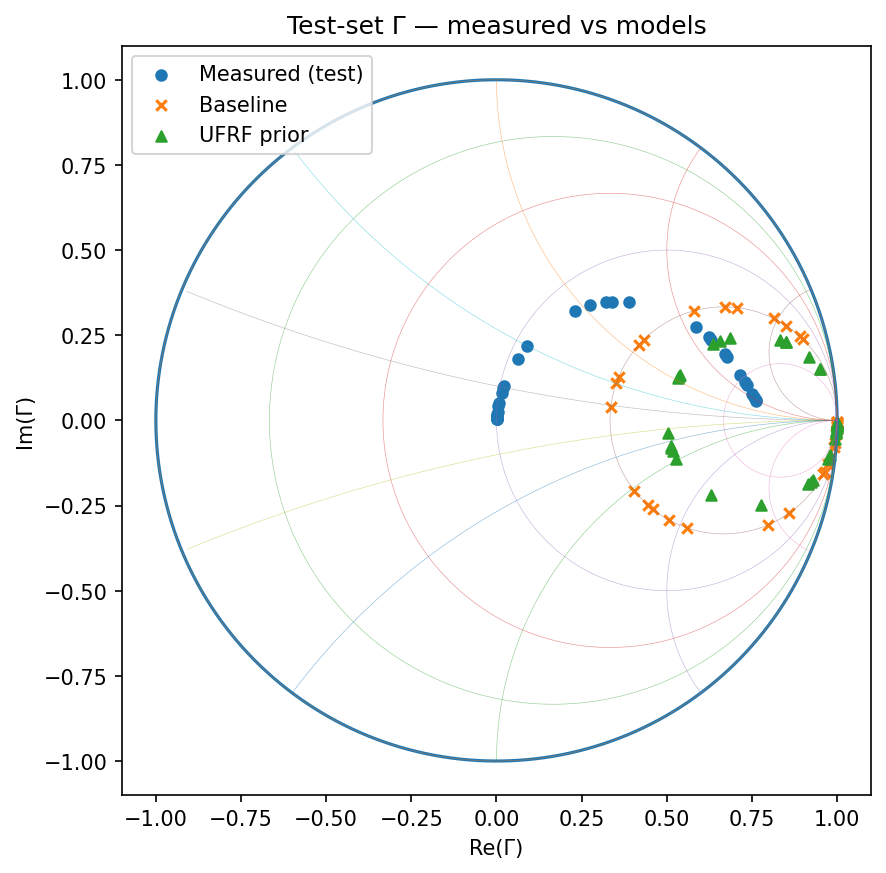 Test-set Γ — measured vs models
Measured (test)
Baseline
UFRF prior
1.00
0.75
0.50
0.25
0.00
−0.25
−0.50
−0.75
−1.00
Im(Γ)
−1.00 −0.75 −0.50 −0.25 0.00 0.25 0.50 0.75 1.00
Re(Γ)